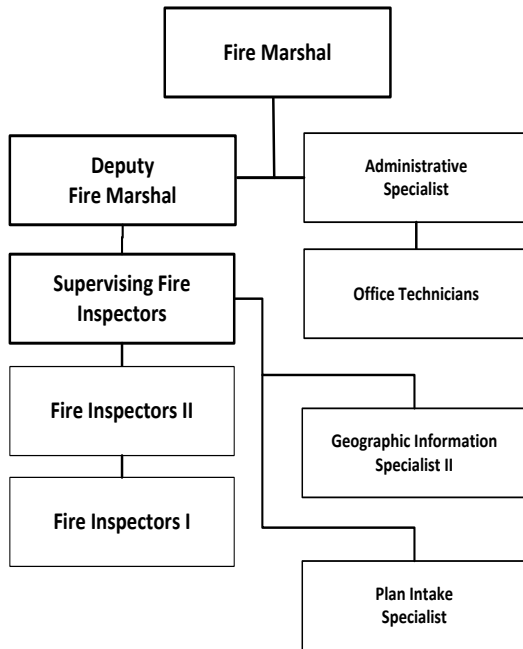 Fire Marshal
Deputy
Fire Marshal
Administrative
Specialist
Supervising Fire
Inspectors
Office Technicians
Fire Inspectors II
Geographic Information
Specialist II
Fire Inspectors I
Plan Intake
Specialist